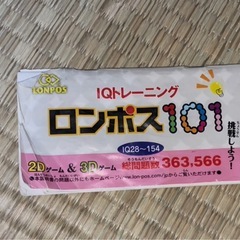 LONPOS
IQトレーニング
ロンポス101
挑戦しよう!
IQ28~154
2Dゲーム & 3Dゲーム
総問題数 363,566